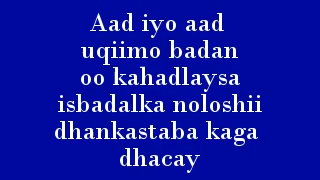 Aad iyo aad
uqiimo badan
oo kahadlaysa
isbadalka noloshii
dhankastaba kaga
dhacay